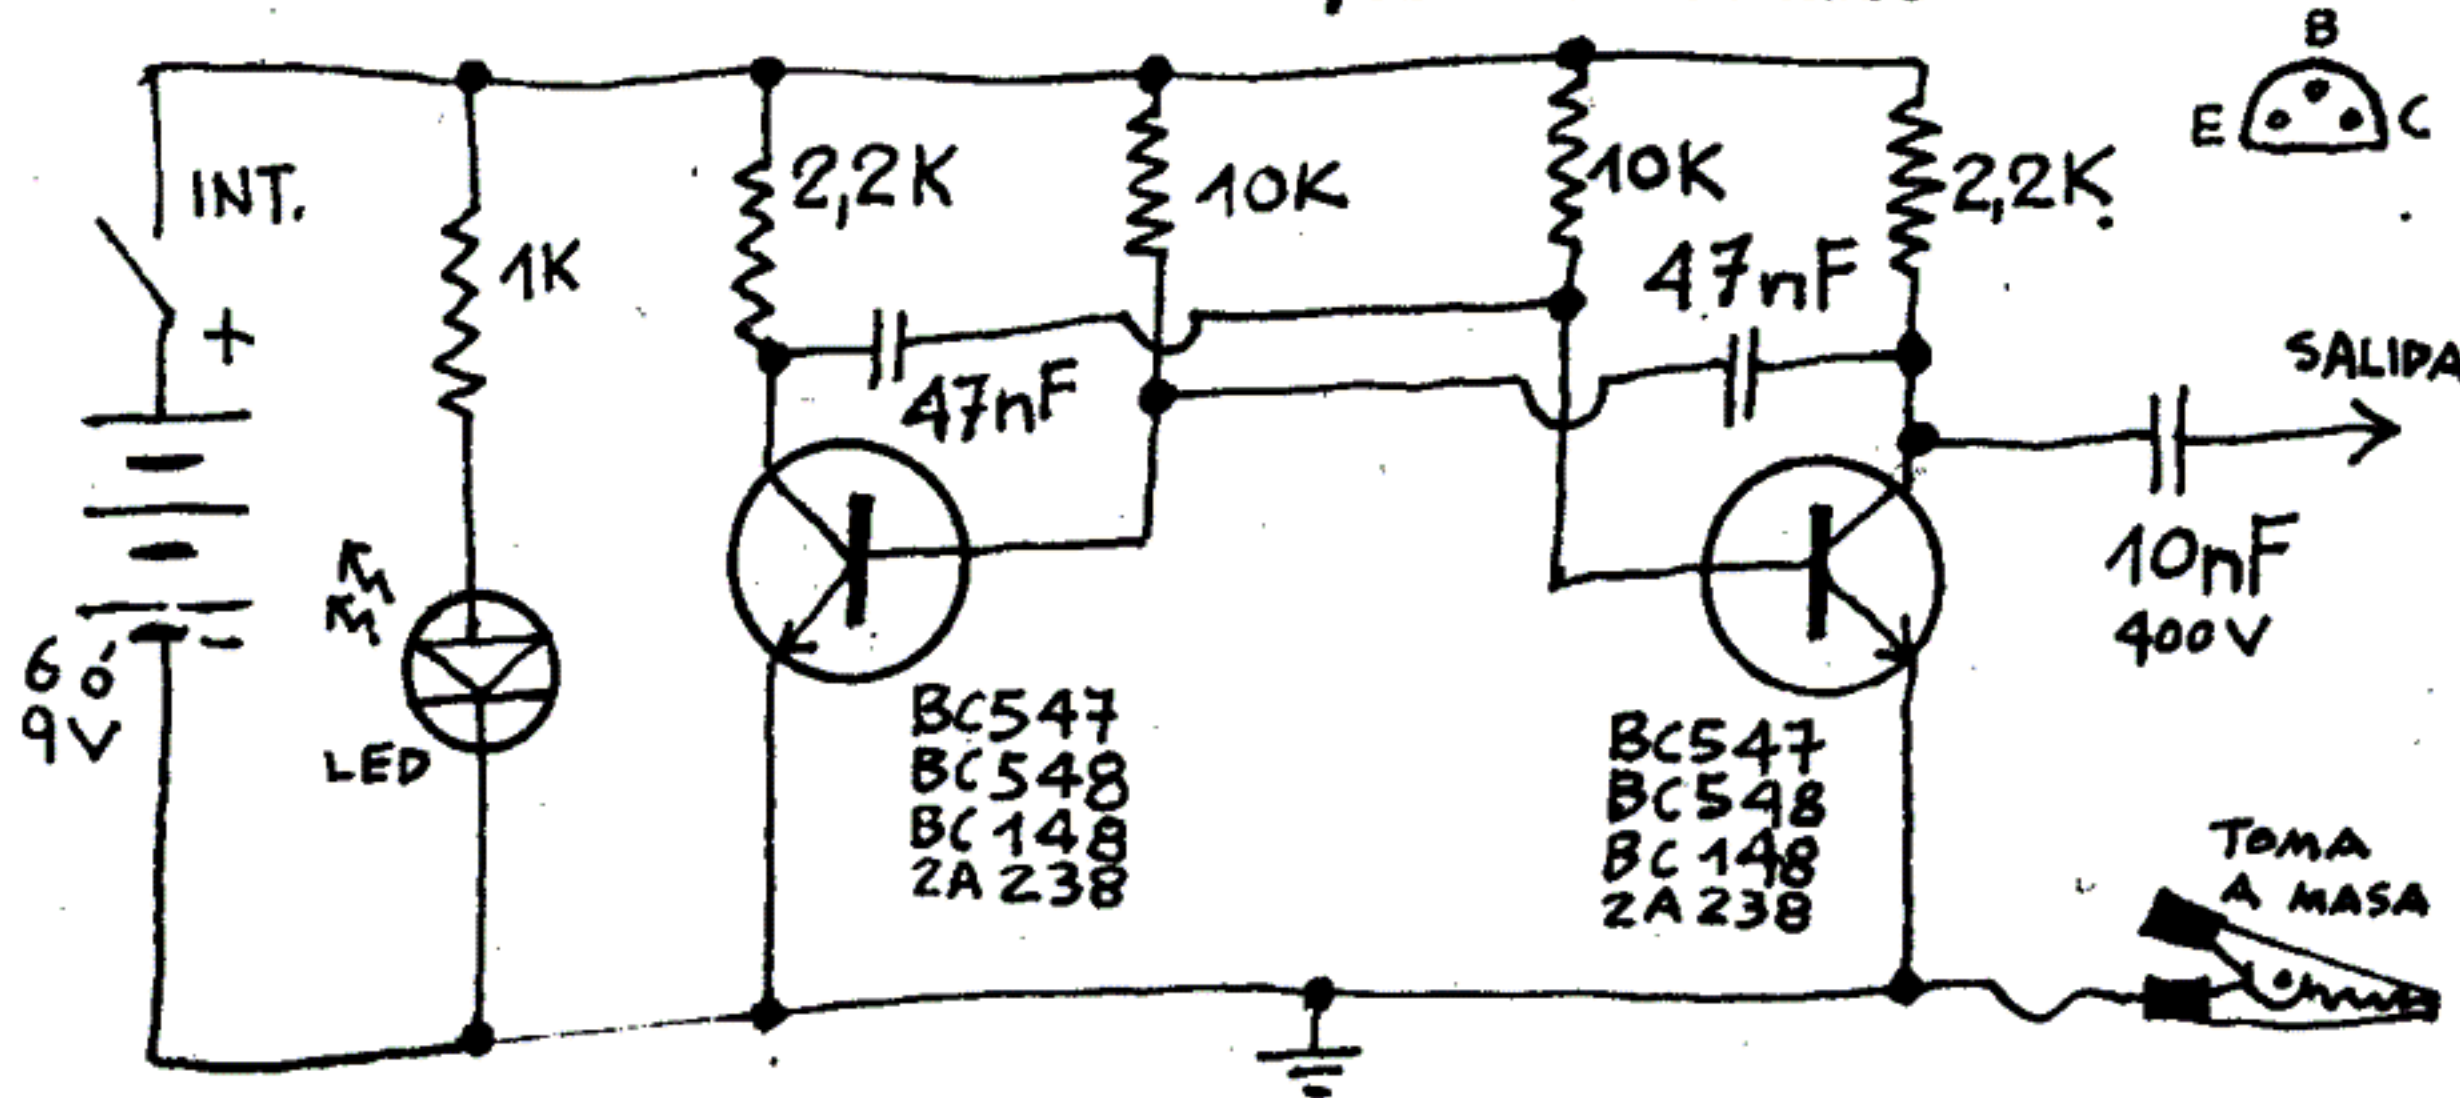 B
E
C
INT.
2,2K
10K
10K
2,2K
1K
47nF
+
SALIDA
47nF
10nF
400V
6 ó
9V
-
LED
BC547
BC548
BC148
2A238
BC547
BC548
BC148
2A238
TOMA
A MASA